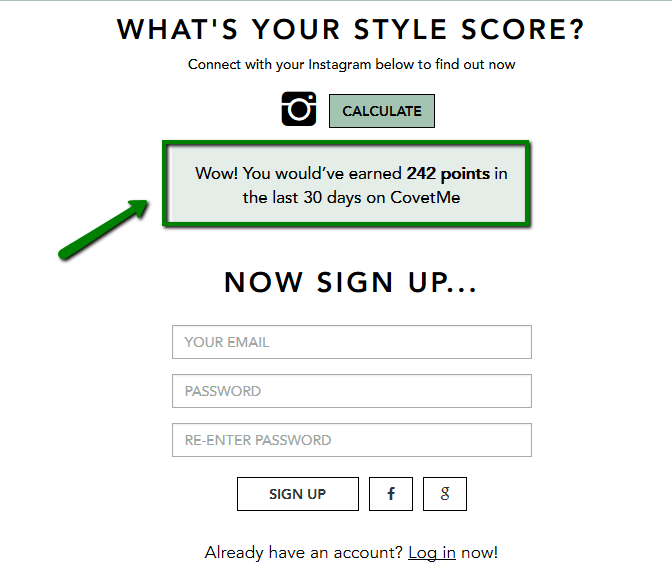 WHAT'S YOUR STYLE SCORE?
Connect with your Instagram below to find out now
CALCULATE
Wow! You would’ve earned 242 points in
the last 30 days on CovetMe
NOW SIGN UP...
YOUR EMAIL
PASSWORD
RE-ENTER PASSWORD
SIGN UP f g
Already have an account? Log in now!